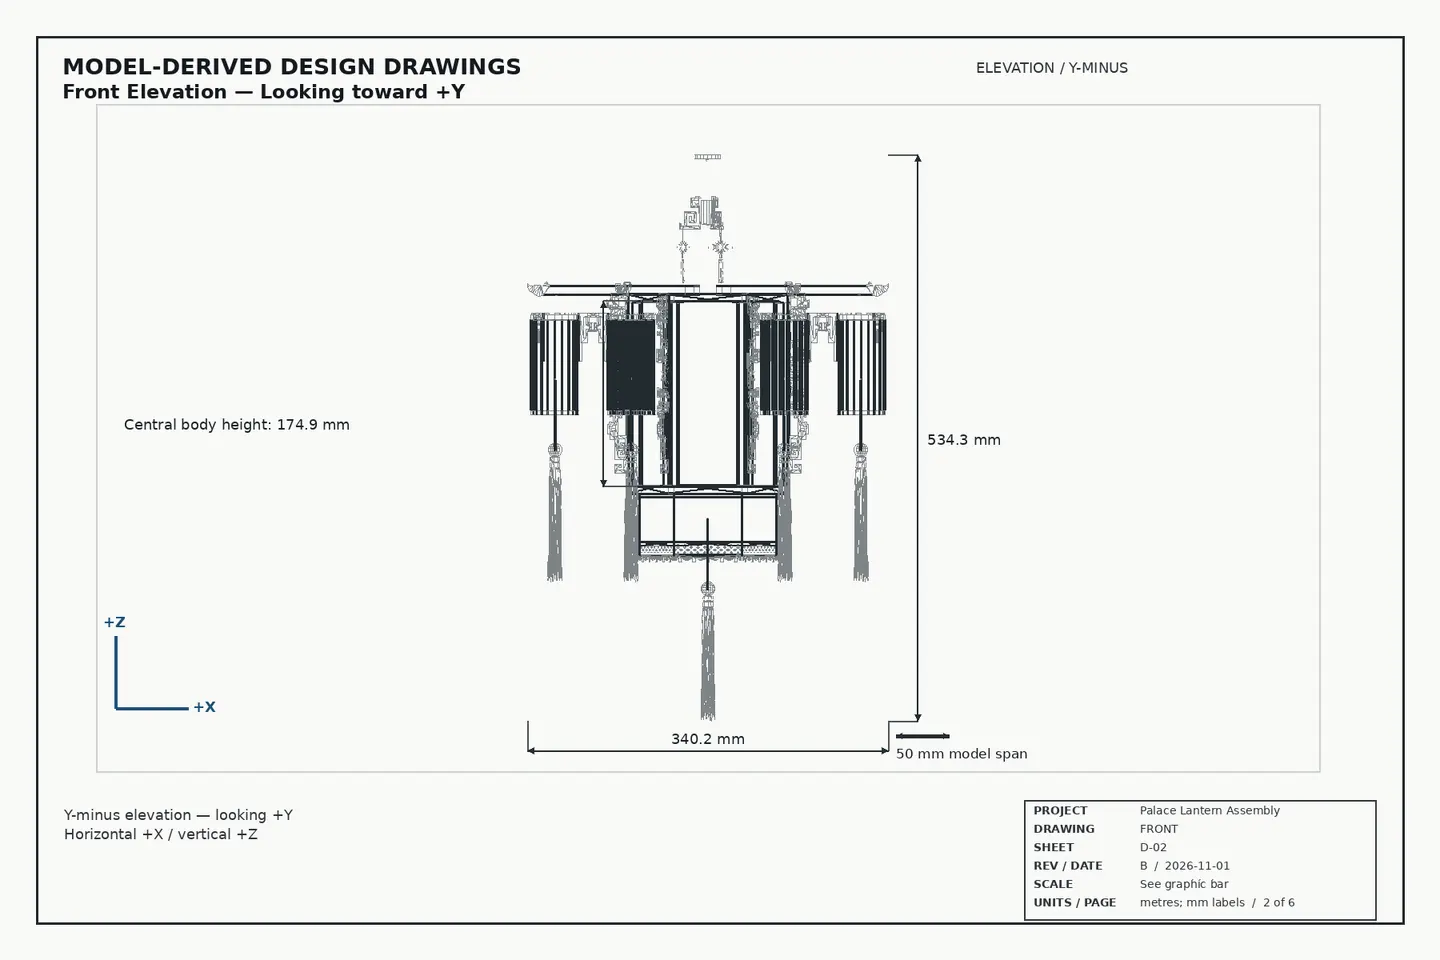 MODEL-DERIVED DESIGN DRAWINGS
Front Elevation — Looking toward +Y
ELEVATION / Y-MINUS
Central body height: 174.9 mm
534.3 mm
+Z
+X
340.2 mm
50 mm model span
Y-minus elevation — looking +Y
Horizontal +X / vertical +Z
PROJECT Palace Lantern Assembly
DRAWING FRONT
SHEET D-02
REV / DATE B / 2026-11-01
SCALE See graphic bar
UNITS / PAGE metres; mm labels / 2 of 6